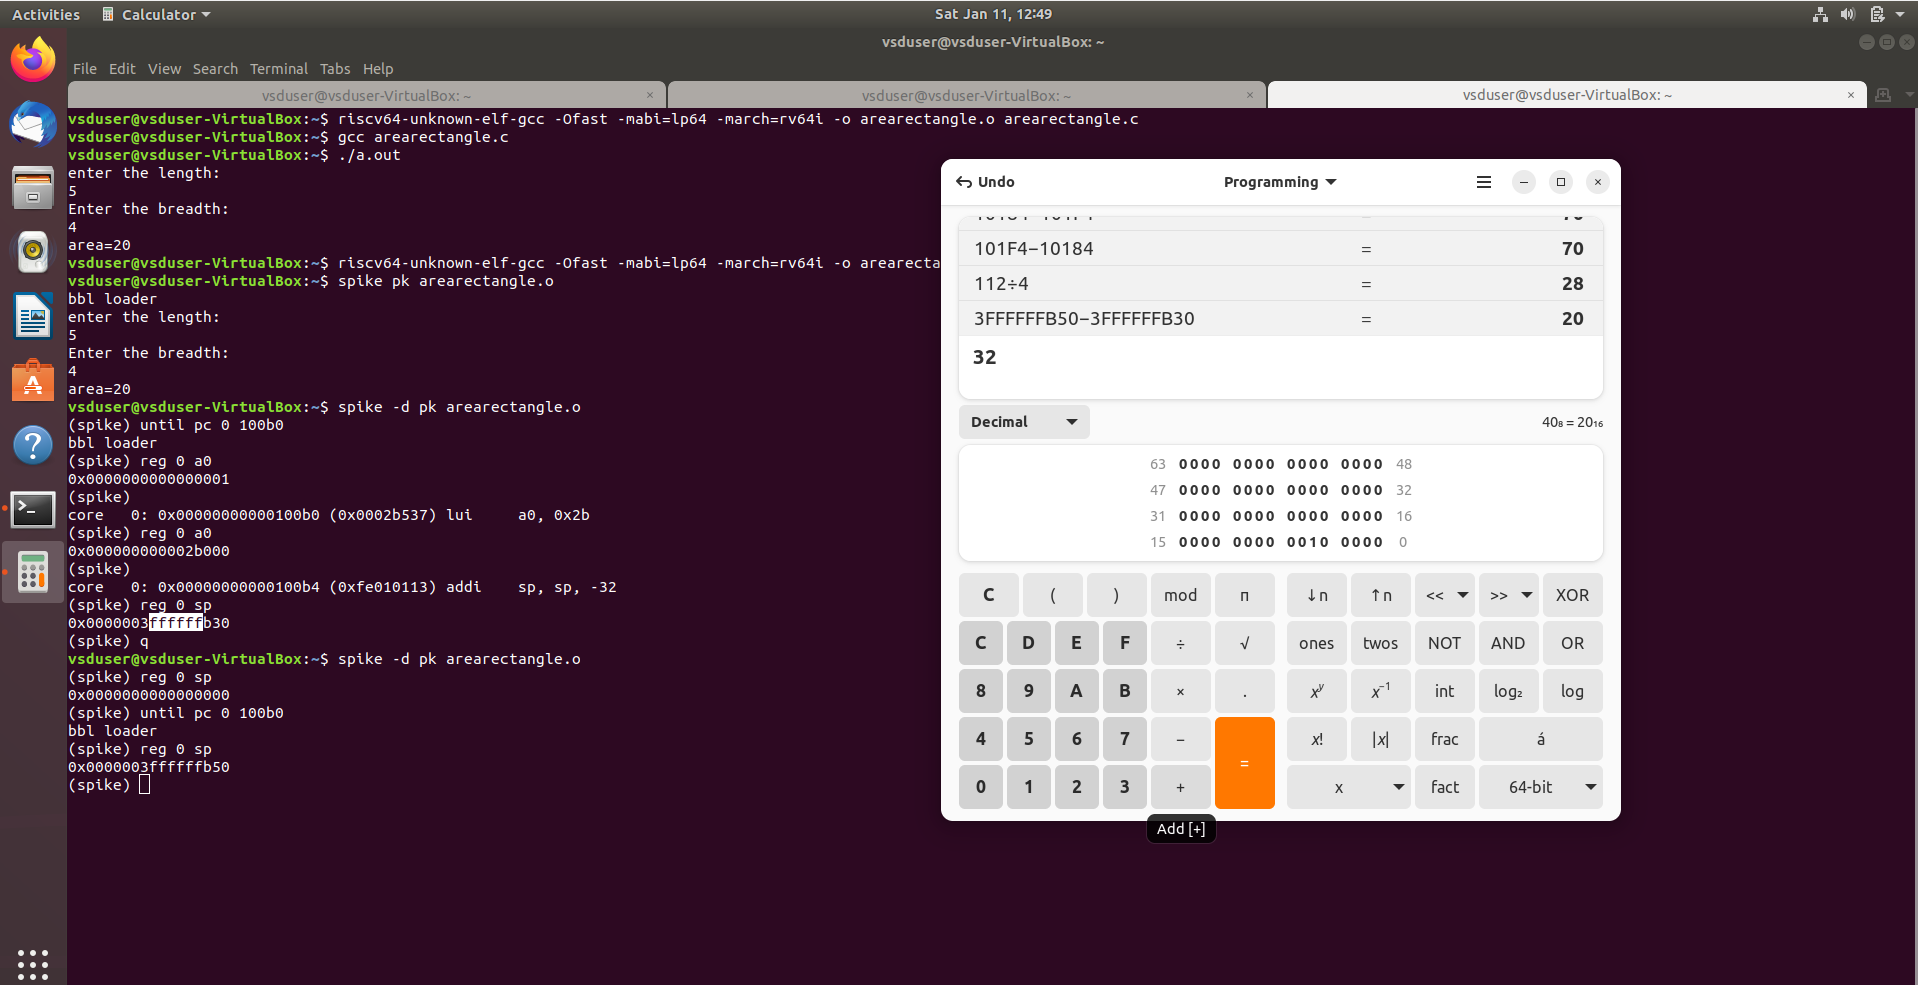 Activities Calculator Sat Jan 11, 12:49
vsduser@vsduser-VirtualBox: ~
File Edit View Search Terminal Tabs Help
vsduser@vsduser-VirtualBox: ~ × vsduser@vsduser-VirtualBox: ~ × vsduser@vsduser-VirtualBox: ~ ×
vsduser@vsduser-VirtualBox:~$ riscv64-unknown-elf-gcc -Ofast -mabi=lp64 -march=rv64i -o arearectangle.o arearectangle.c
vsduser@vsduser-VirtualBox:~$ gcc arearectangle.c
vsduser@vsduser-VirtualBox:~$ ./a.out
enter the length:
5
Enter the breadth:
4
area=20
vsduser@vsduser-VirtualBox:~$ riscv64-unknown-elf-gcc -Ofast -mabi=lp64 -march=rv64i -o arearecta
vsduser@vsduser-VirtualBox:~$ spike pk arearectangle.o
bbl loader
enter the length:
5
Enter the breadth:
4
area=20
vsduser@vsduser-VirtualBox:~$ spike -d pk arearectangle.o
(spike) until pc 0 100b0
bbl loader
(spike) reg 0 a0
0x0000000000000001
(spike)
core   0: 0x00000000000100b0 (0x0002b537) lui     a0, 0x2b
(spike) reg 0 a0
0x000000000002b000
(spike)
core   0: 0x00000000000100b4 (0xfe010113) addi    sp, sp, -32
(spike) reg 0 sp
0x0000003ffffffb30
(spike) q
vsduser@vsduser-VirtualBox:~$ spike -d pk arearectangle.o
(spike) reg 0 sp
0x0000000000000000
(spike) until pc 0 100b0
bbl loader
(spike) reg 0 sp
0x0000003ffffffb50
(spike)
Undo Programming
101F4−10184 = 70
112÷4 = 28
3FFFFFFB50−3FFFFFFB30 = 20
32
Decimal 40₈ = 20₁₆
63 0000 0000 0000 0000 48
47 0000 0000 0000 0000 32
31 0000 0000 0000 0000 16
15 0000 0000 0010 0000 0
C ( ) mod π ↓n ↑n << >> XOR
C D E F ÷ √ ones twos NOT AND OR
8 9 A B × . xʸ x⁻¹ int log₂ log
4 5 6 7 − = x! |x| frac á
0 1 2 3 + x fact 64-bit
Add [+]